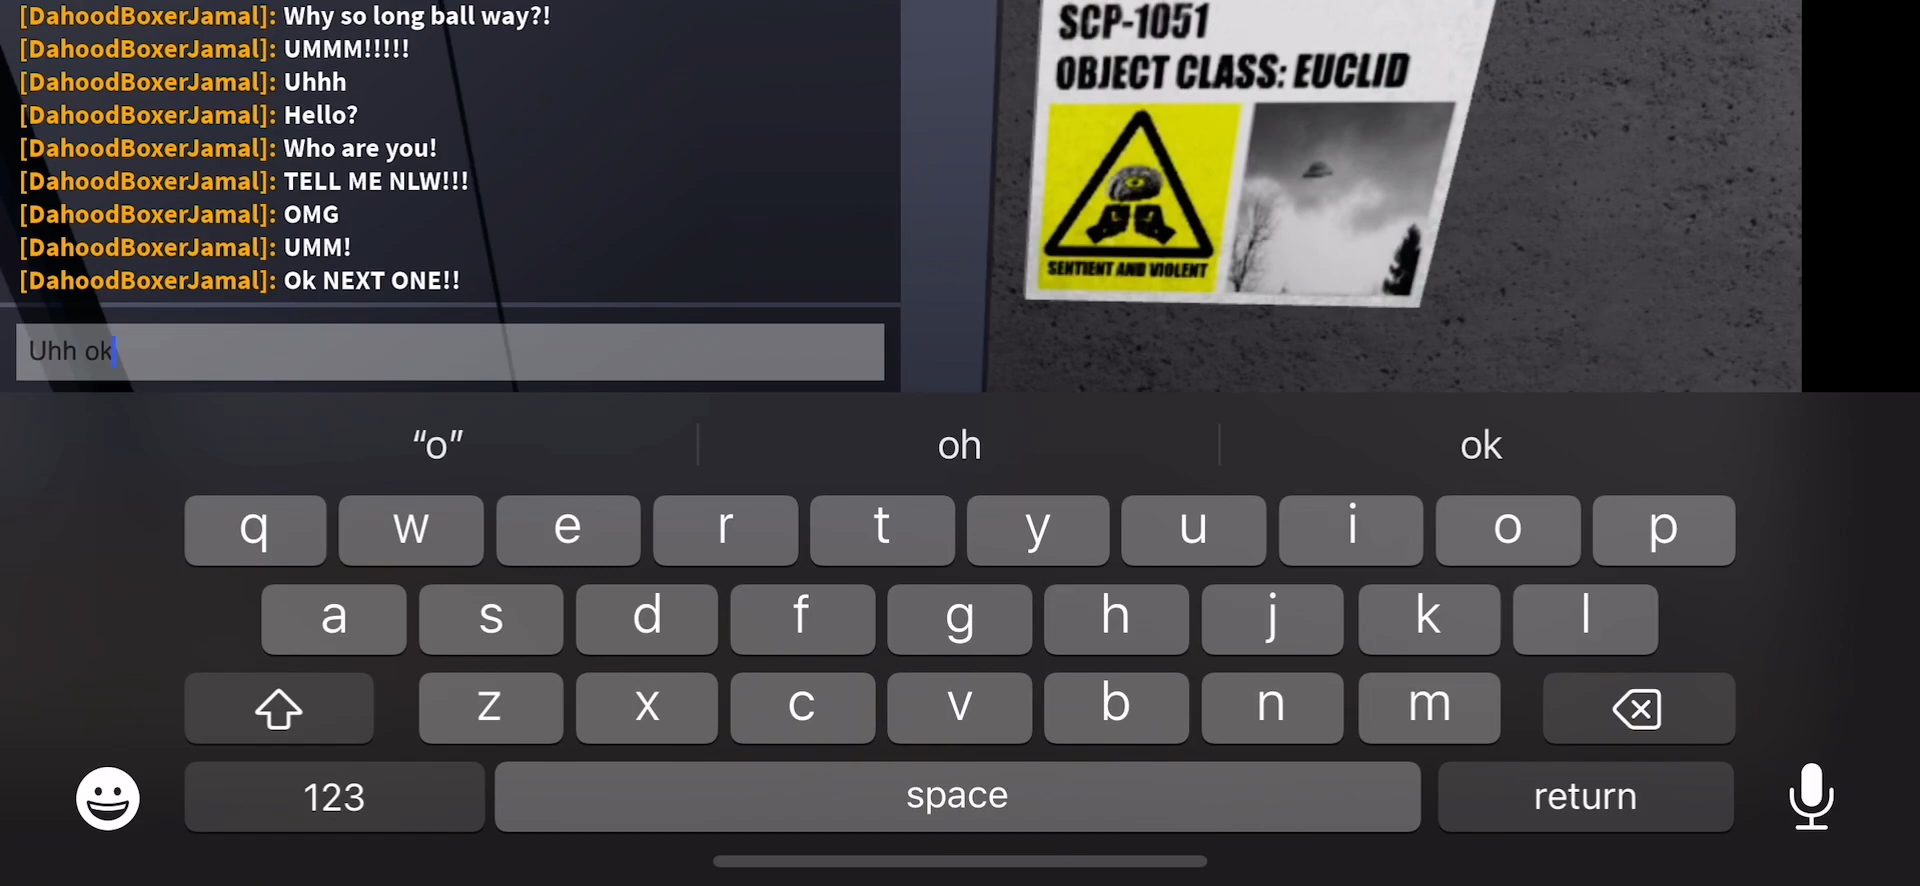 [DahoodBoxerJamal]: Why so long ball way?!
[DahoodBoxerJamal]: UMMM!!!!!
[DahoodBoxerJamal]: Uhhh
[DahoodBoxerJamal]: Hello?
[DahoodBoxerJamal]: Who are you!
[DahoodBoxerJamal]: TELL ME NLW!!!
[DahoodBoxerJamal]: OMG
[DahoodBoxerJamal]: UMM!
[DahoodBoxerJamal]: Ok NEXT ONE!!
Uhh ok
SCP-1051
OBJECT CLASS: EUCLID
SENTIENT AND VIOLENT
“o” oh ok
q w e r t y u i o p
a s d f g h j k l
z x c v b n m
123 space return